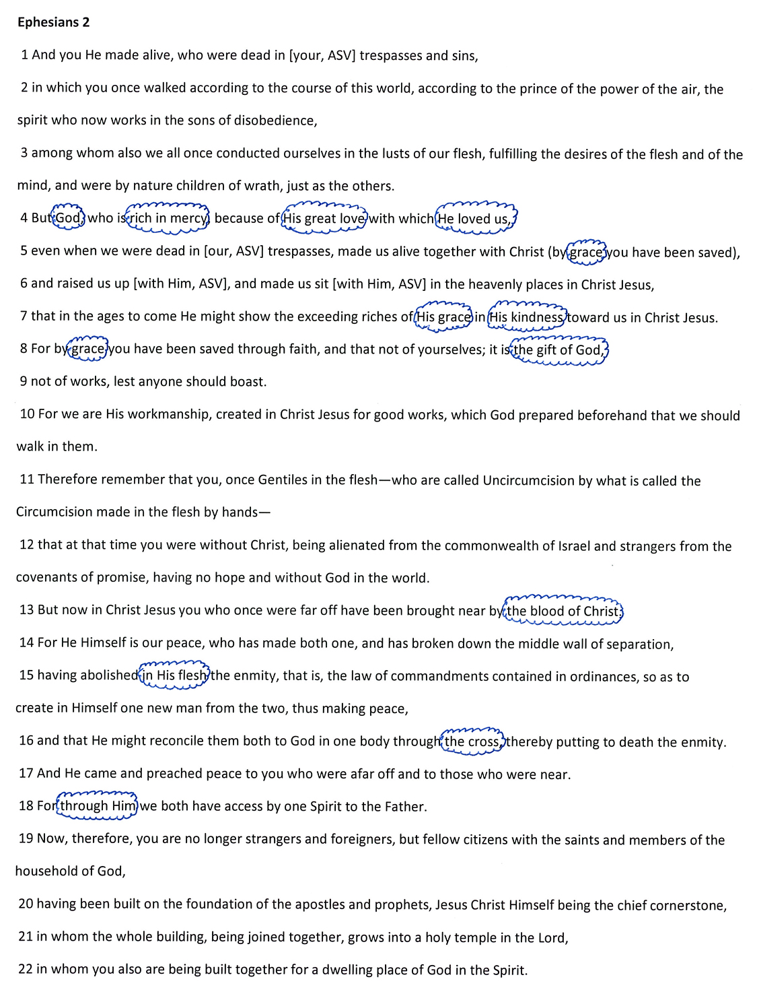 Ephesians 2
1 And you He made alive, who were dead in [your, ASV] trespasses and sins,
2 in which you once walked according to the course of this world, according to the prince of the power of the air, the
spirit who now works in the sons of disobedience,
3 among whom also we all once conducted ourselves in the lusts of our flesh, fulfilling the desires of the flesh and of the
mind, and were by nature children of wrath, just as the others.
4 But God, who is rich in mercy, because of His great love with which He loved us,
5 even when we were dead in [our, ASV] trespasses, made us alive together with Christ (by grace you have been saved),
6 and raised us up [with Him, ASV], and made us sit [with Him, ASV] in the heavenly places in Christ Jesus,
7 that in the ages to come He might show the exceeding riches of His grace in His kindness toward us in Christ Jesus.
8 For by grace you have been saved through faith, and that not of yourselves; it is the gift of God,
9 not of works, lest anyone should boast.
10 For we are His workmanship, created in Christ Jesus for good works, which God prepared beforehand that we should
walk in them.
11 Therefore remember that you, once Gentiles in the flesh—who are called Uncircumcision by what is called the
Circumcision made in the flesh by hands—
12 that at that time you were without Christ, being alienated from the commonwealth of Israel and strangers from the
covenants of promise, having no hope and without God in the world.
13 But now in Christ Jesus you who once were far off have been brought near by the blood of Christ.
14 For He Himself is our peace, who has made both one, and has broken down the middle wall of separation,
15 having abolished in His flesh the enmity, that is, the law of commandments contained in ordinances, so as to
create in Himself one new man from the two, thus making peace,
16 and that He might reconcile them both to God in one body through the cross, thereby putting to death the enmity.
17 And He came and preached peace to you who were afar off and to those who were near.
18 For through Him we both have access by one Spirit to the Father.
19 Now, therefore, you are no longer strangers and foreigners, but fellow citizens with the saints and members of the
household of God,
20 having been built on the foundation of the apostles and prophets, Jesus Christ Himself being the chief cornerstone,
21 in whom the whole building, being joined together, grows into a holy temple in the Lord,
22 in whom you also are being built together for a dwelling place of God in the Spirit.